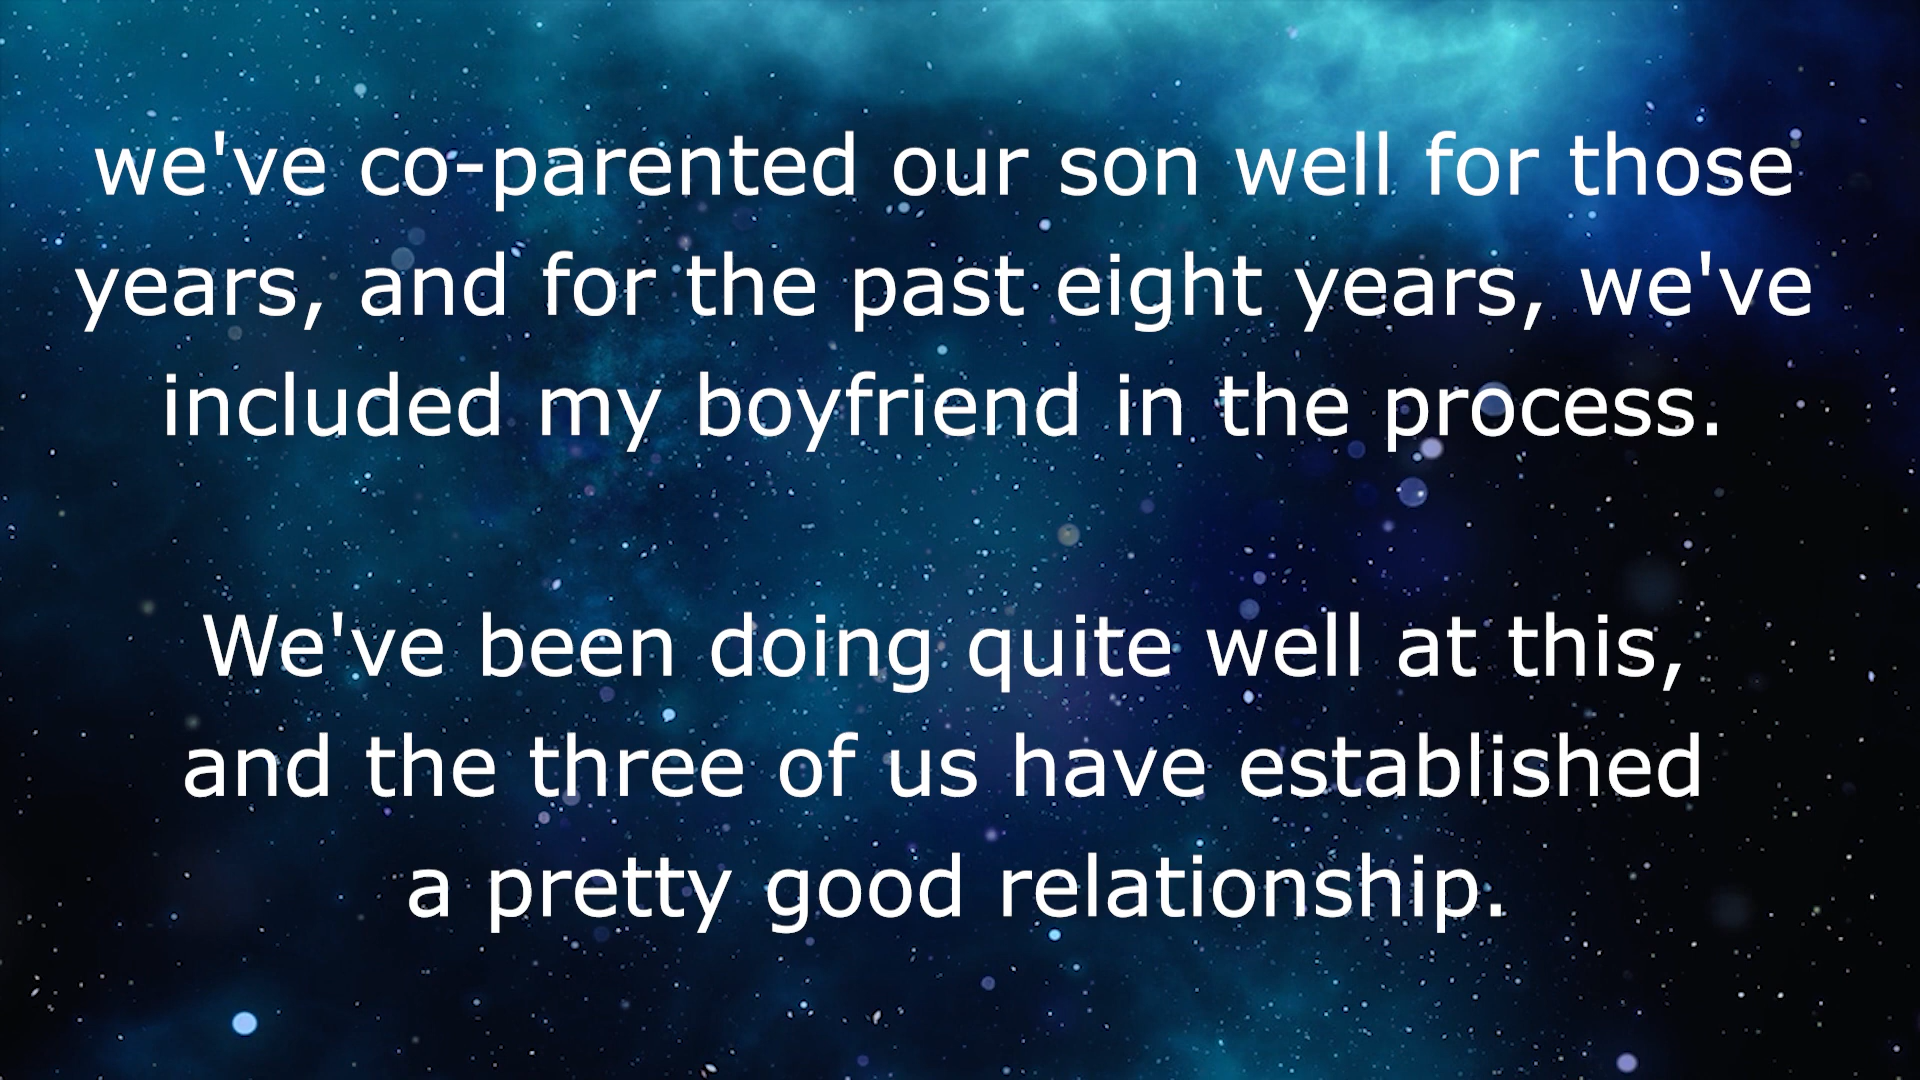 we've co-parented our son well for those
years, and for the past eight years, we've
included my boyfriend in the process.
We've been doing quite well at this,
and the three of us have established
a pretty good relationship.